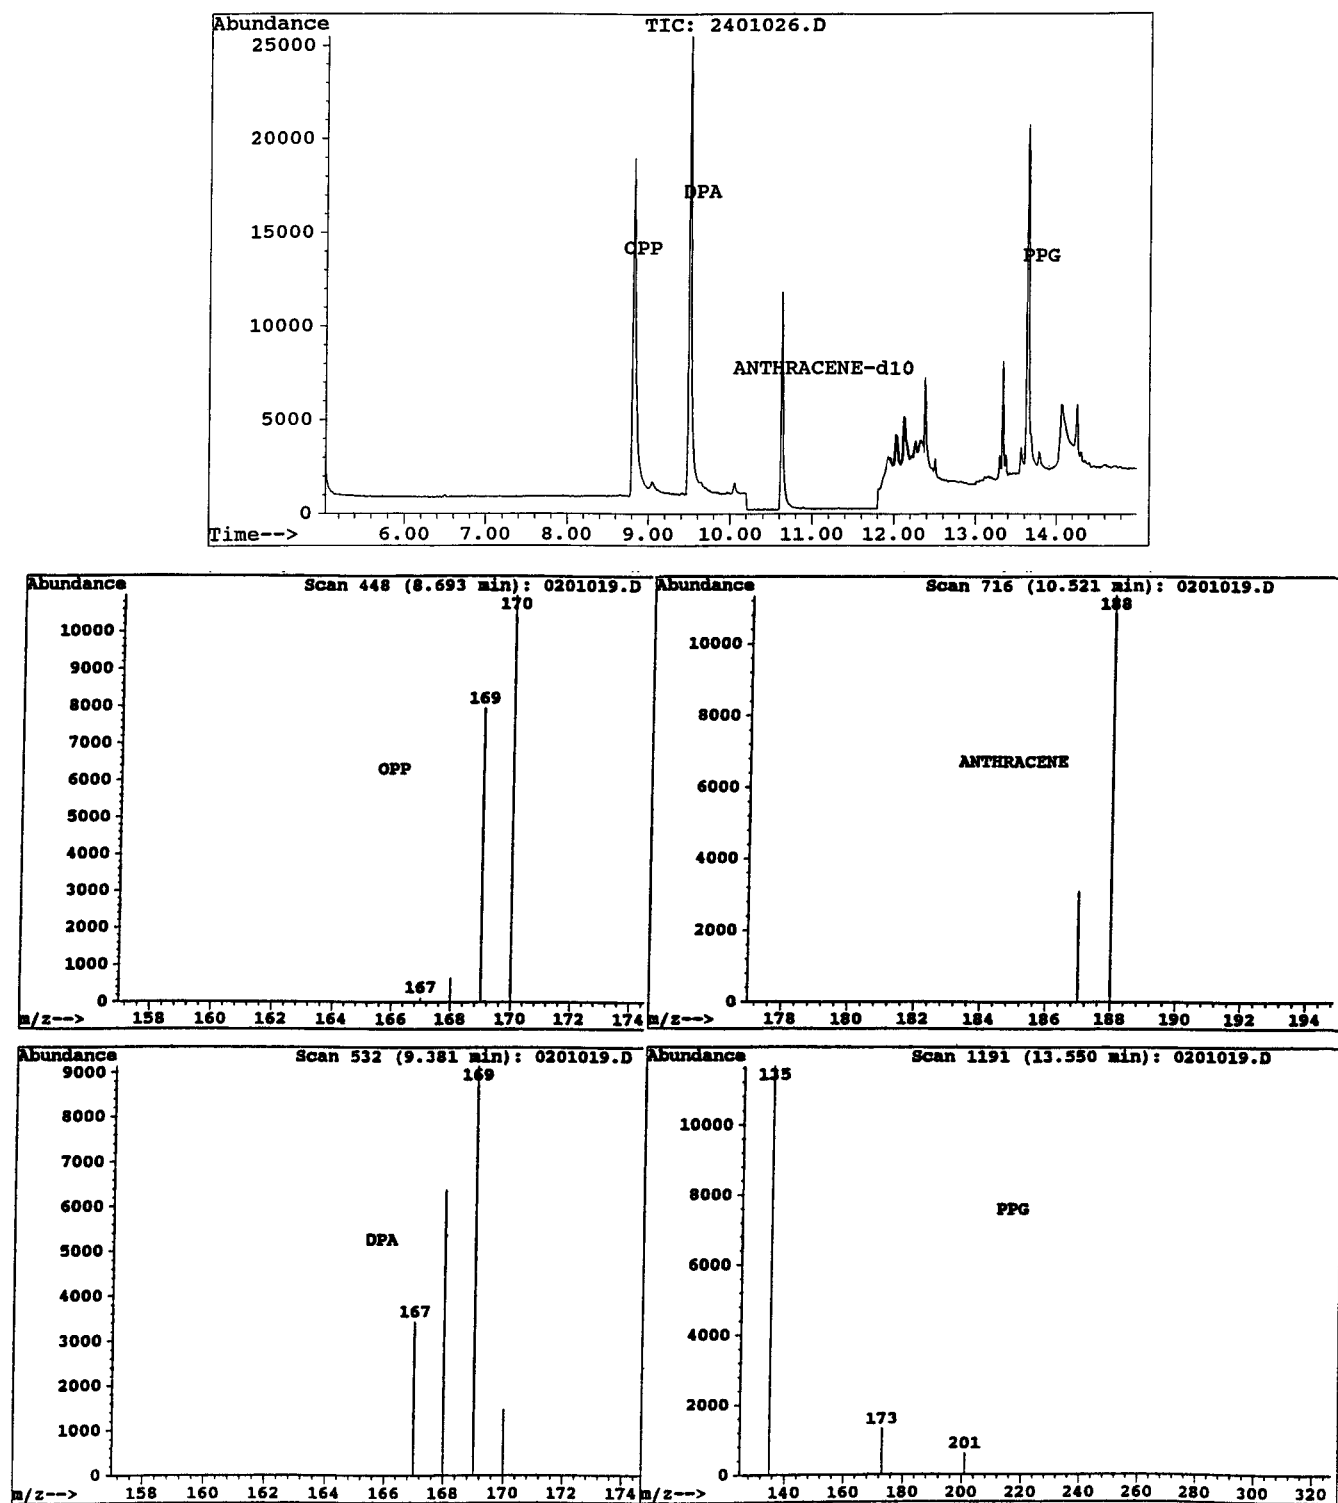 Abundance TIC: 2401026.D
25000
20000
15000
10000
5000
0
OPP
DPA
ANTHRACENE-d10
PPG
Time--> 6.00 7.00 8.00 9.00 10.00 11.00 12.00 13.00 14.00
Abundance Scan 448 (8.693 min): 0201019.D
170
10000
9000
8000
7000
6000
5000
4000
3000
2000
1000
0
169
OPP
167
m/z--> 158 160 162 164 166 168 170 172 174
Abundance Scan 716 (10.521 min): 0201019.D
188
10000
8000
6000
4000
2000
0
ANTHRACENE
m/z--> 178 180 182 184 186 188 190 192 194
Abundance Scan 532 (9.381 min): 0201019.D
9000
8000
7000
6000
5000
4000
3000
2000
1000
0
169
DPA
167
m/z--> 158 160 162 164 166 168 170 172 174
Abundance Scan 1191 (13.550 min): 0201019.D
135
10000
8000
6000
4000
2000
0
PPG
173
201
m/z--> 140 160 180 200 220 240 260 280 300 320